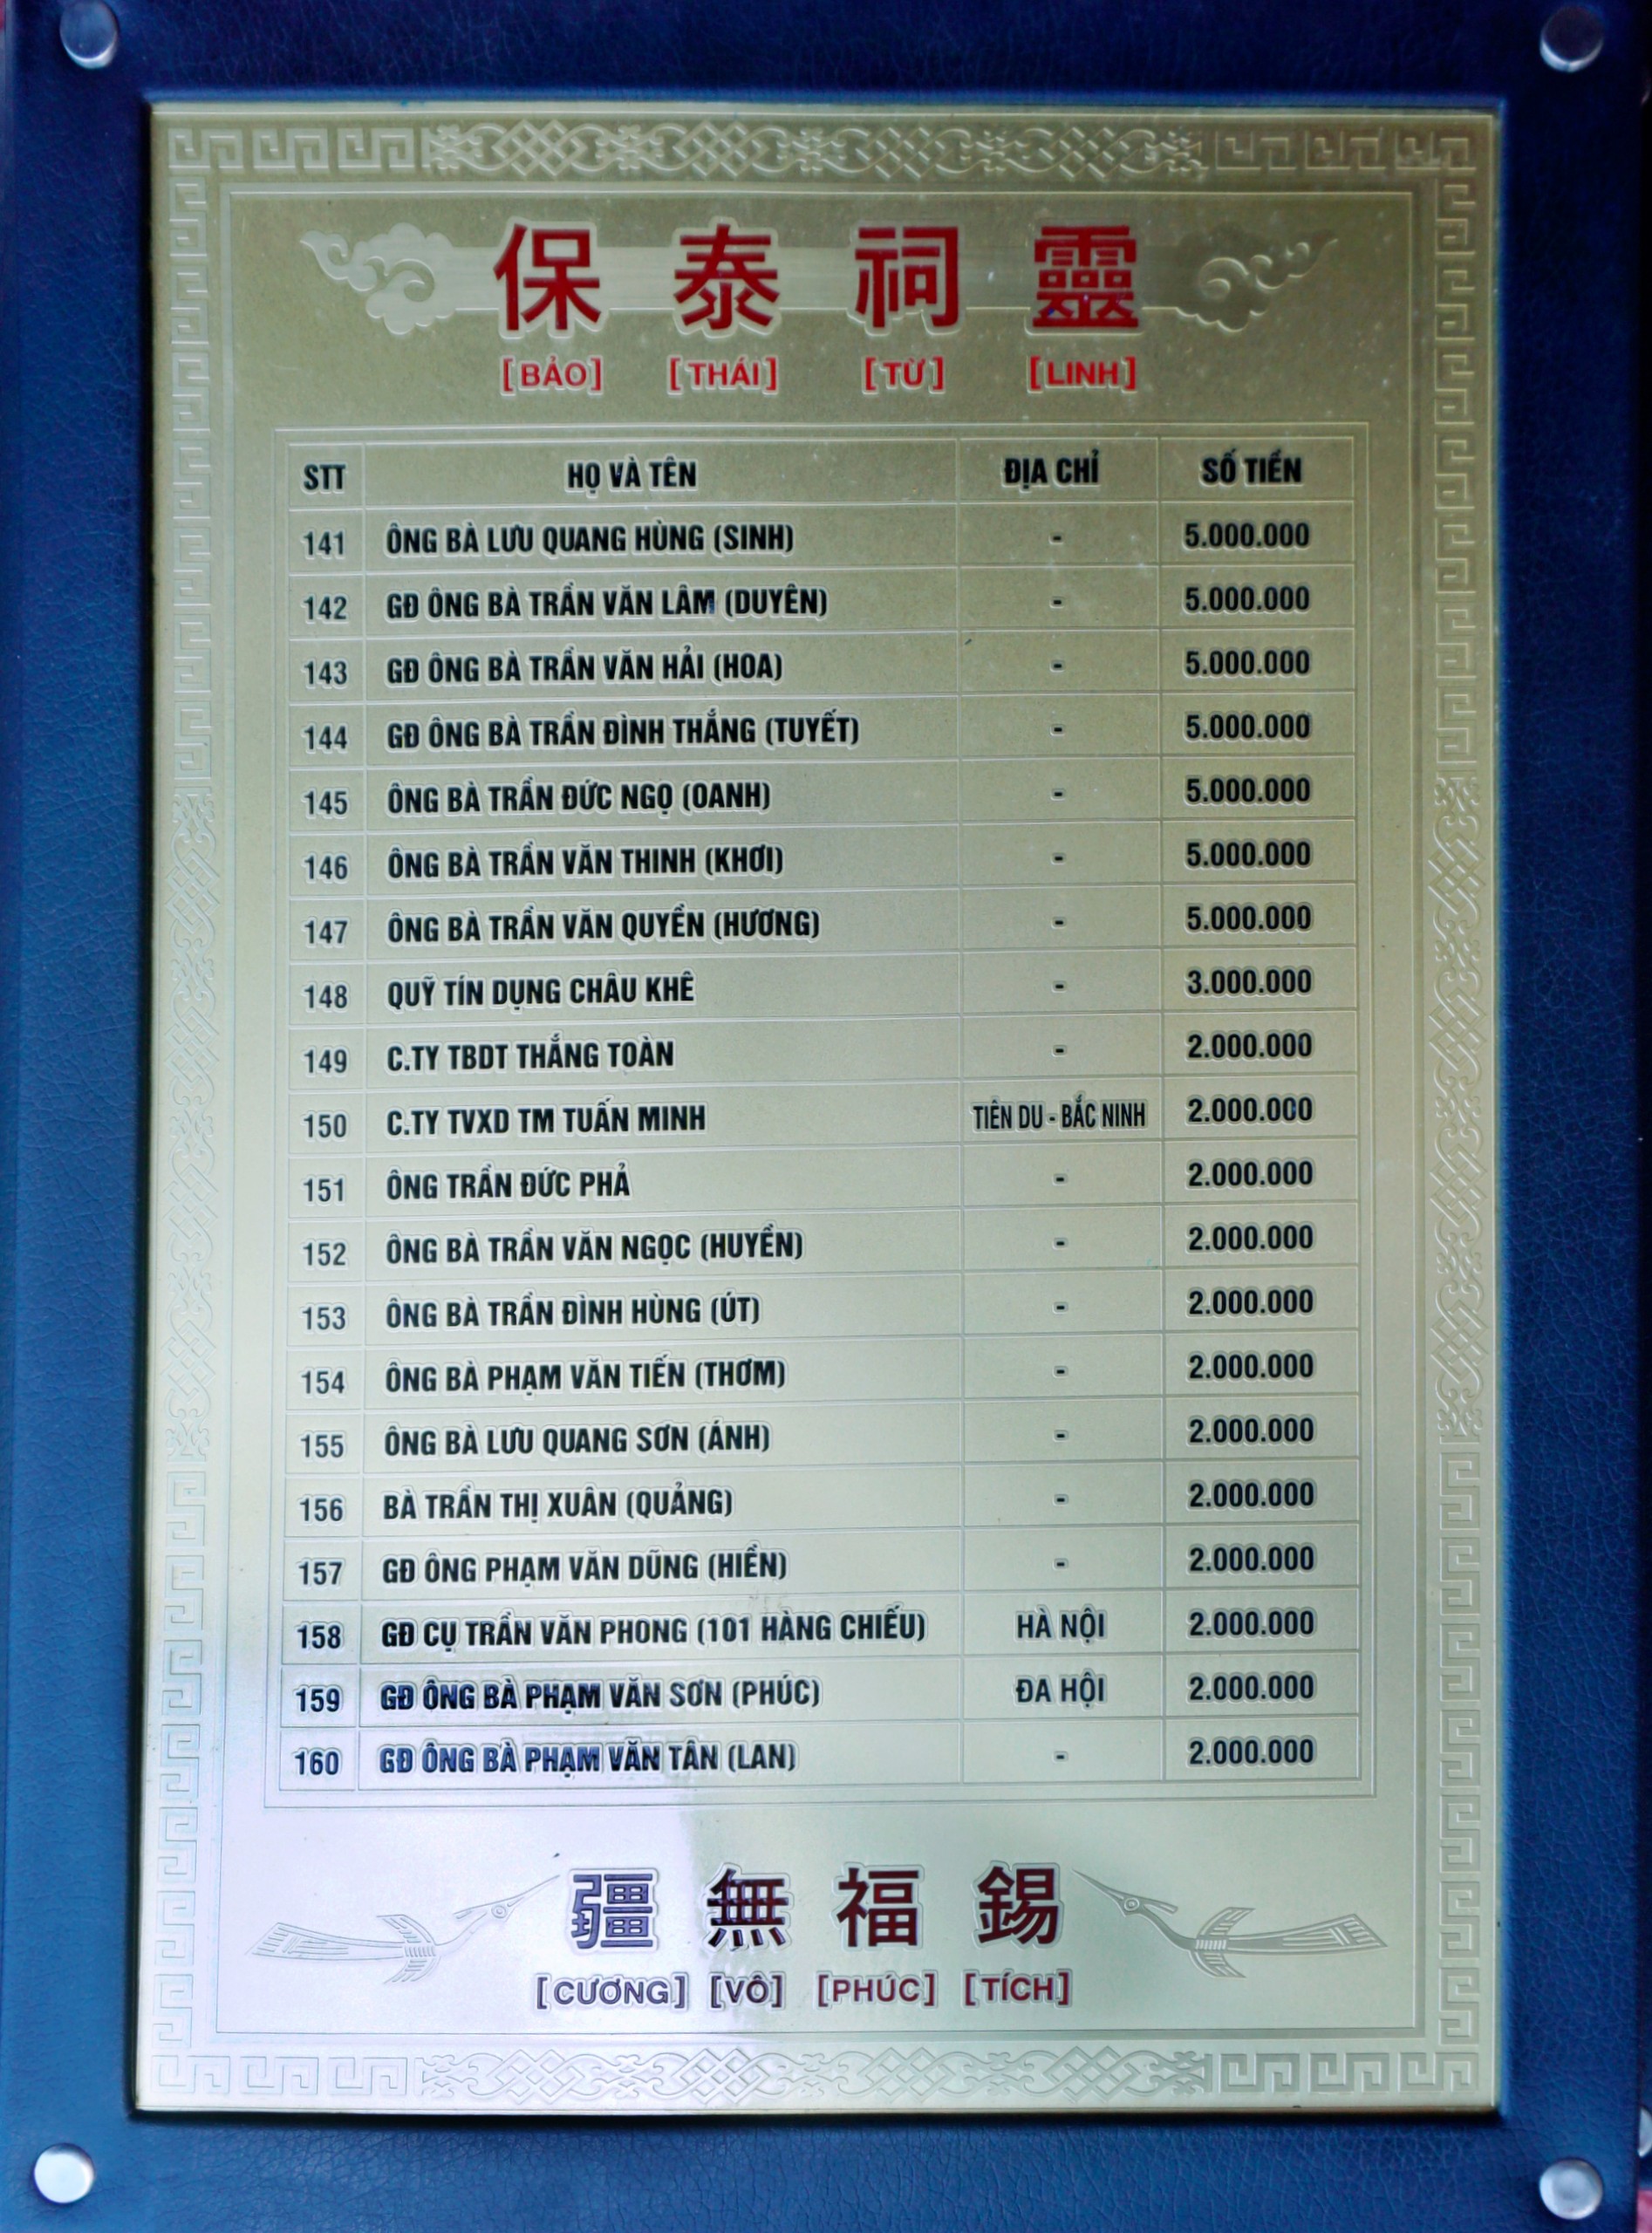 保 泰 祠 靈
[BẢO] [THÁI] [TỪ] [LINH]
STT HỌ VÀ TÊN ĐỊA CHỈ SỐ TIỀN
141 ÔNG BÀ LƯU QUANG HÙNG (SINH) - 5.000.000
142 GĐ ÔNG BÀ TRẦN VĂN LÂM (DUYÊN) - 5.000.000
143 GĐ ÔNG BÀ TRẦN VĂN HẢI (HOA) - 5.000.000
144 GĐ ÔNG BÀ TRẦN ĐÌNH THẮNG (TUYẾT) - 5.000.000
145 ÔNG BÀ TRẦN ĐỨC NGỌ (OANH) - 5.000.000
146 ÔNG BÀ TRẦN VĂN THINH (KHƠI) - 5.000.000
147 ÔNG BÀ TRẦN VĂN QUYỀN (HƯƠNG) - 5.000.000
148 QUỸ TÍN DỤNG CHÂU KHÊ - 3.000.000
149 C.TY TBDT THẮNG TOÀN - 2.000.000
150 C.TY TVXD TM TUẤN MINH TIÊN DU - BẮC NINH 2.000.000
151 ÔNG TRẦN ĐỨC PHẢ - 2.000.000
152 ÔNG BÀ TRẦN VĂN NGỌC (HUYỀN) - 2.000.000
153 ÔNG BÀ TRẦN ĐÌNH HÙNG (ÚT) - 2.000.000
154 ÔNG BÀ PHẠM VĂN TIẾN (THƠM) - 2.000.000
155 ÔNG BÀ LƯU QUANG SƠN (ÁNH) - 2.000.000
156 BÀ TRẦN THỊ XUÂN (QUẢNG) - 2.000.000
157 GĐ ÔNG PHẠM VĂN DŨNG (HIỀN) - 2.000.000
158 GĐ CỤ TRẦN VĂN PHONG (101 HÀNG CHIẾU) HÀ NỘI 2.000.000
159 GĐ ÔNG BÀ PHẠM VĂN SƠN (PHÚC) ĐA HỘI 2.000.000
160 GĐ ÔNG BÀ PHẠM VĂN TÂN (LAN) - 2.000.000
疆 無 福 錫
[CƯƠNG] [VÔ] [PHÚC] [TÍCH]